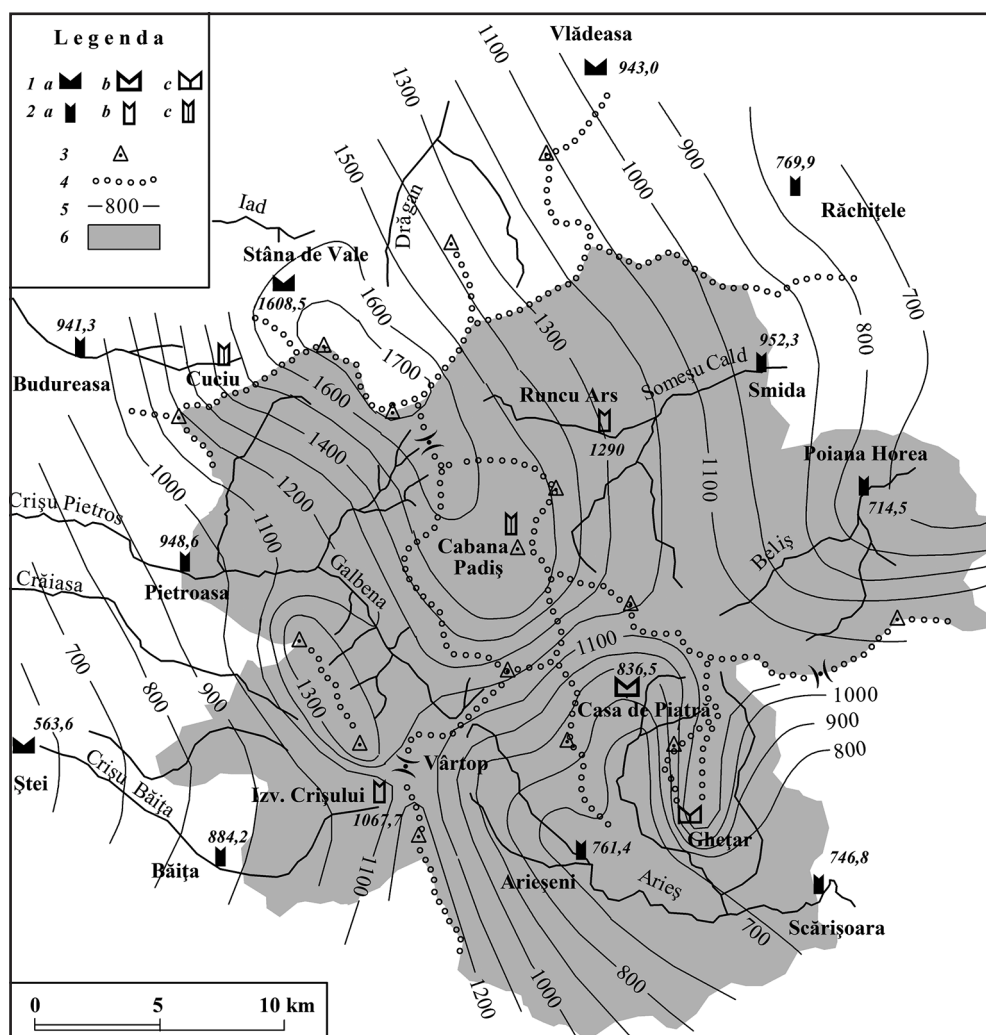 Legenda
1 a b c
2 a b c
3
4
5 800
6
Vlădeasa
943,0
1100
1300
1500
900
1000
1100
769,9
Răchiţele
700
800
Iad
Drăgan
Stâna de Vale
1608,5
1600
1700
1300
941,3
Budureasa
Cuciu
1600
1400
1200
1000
1100
Runcu Ars
1290
Someşu Cald
952,3
Smida
1100
Poiana Horea
714,5
Beliş
Crişu Pietros
948,6
Pietroasa
Crăiasa
Galbena
Cabana
Padiş
1300
1100
700
800
900
836,5
Casa de Piatră
1000
900
800
563,6
Ştei
Crişu Băiţa
Vârtop
Izv. Crişului
1067,7
884,2
Băiţa
1100
Gheţar
761,4
Arieşeni
Arieş
746,8
Scărişoara
700
800
1000
1200
0 5 10 km